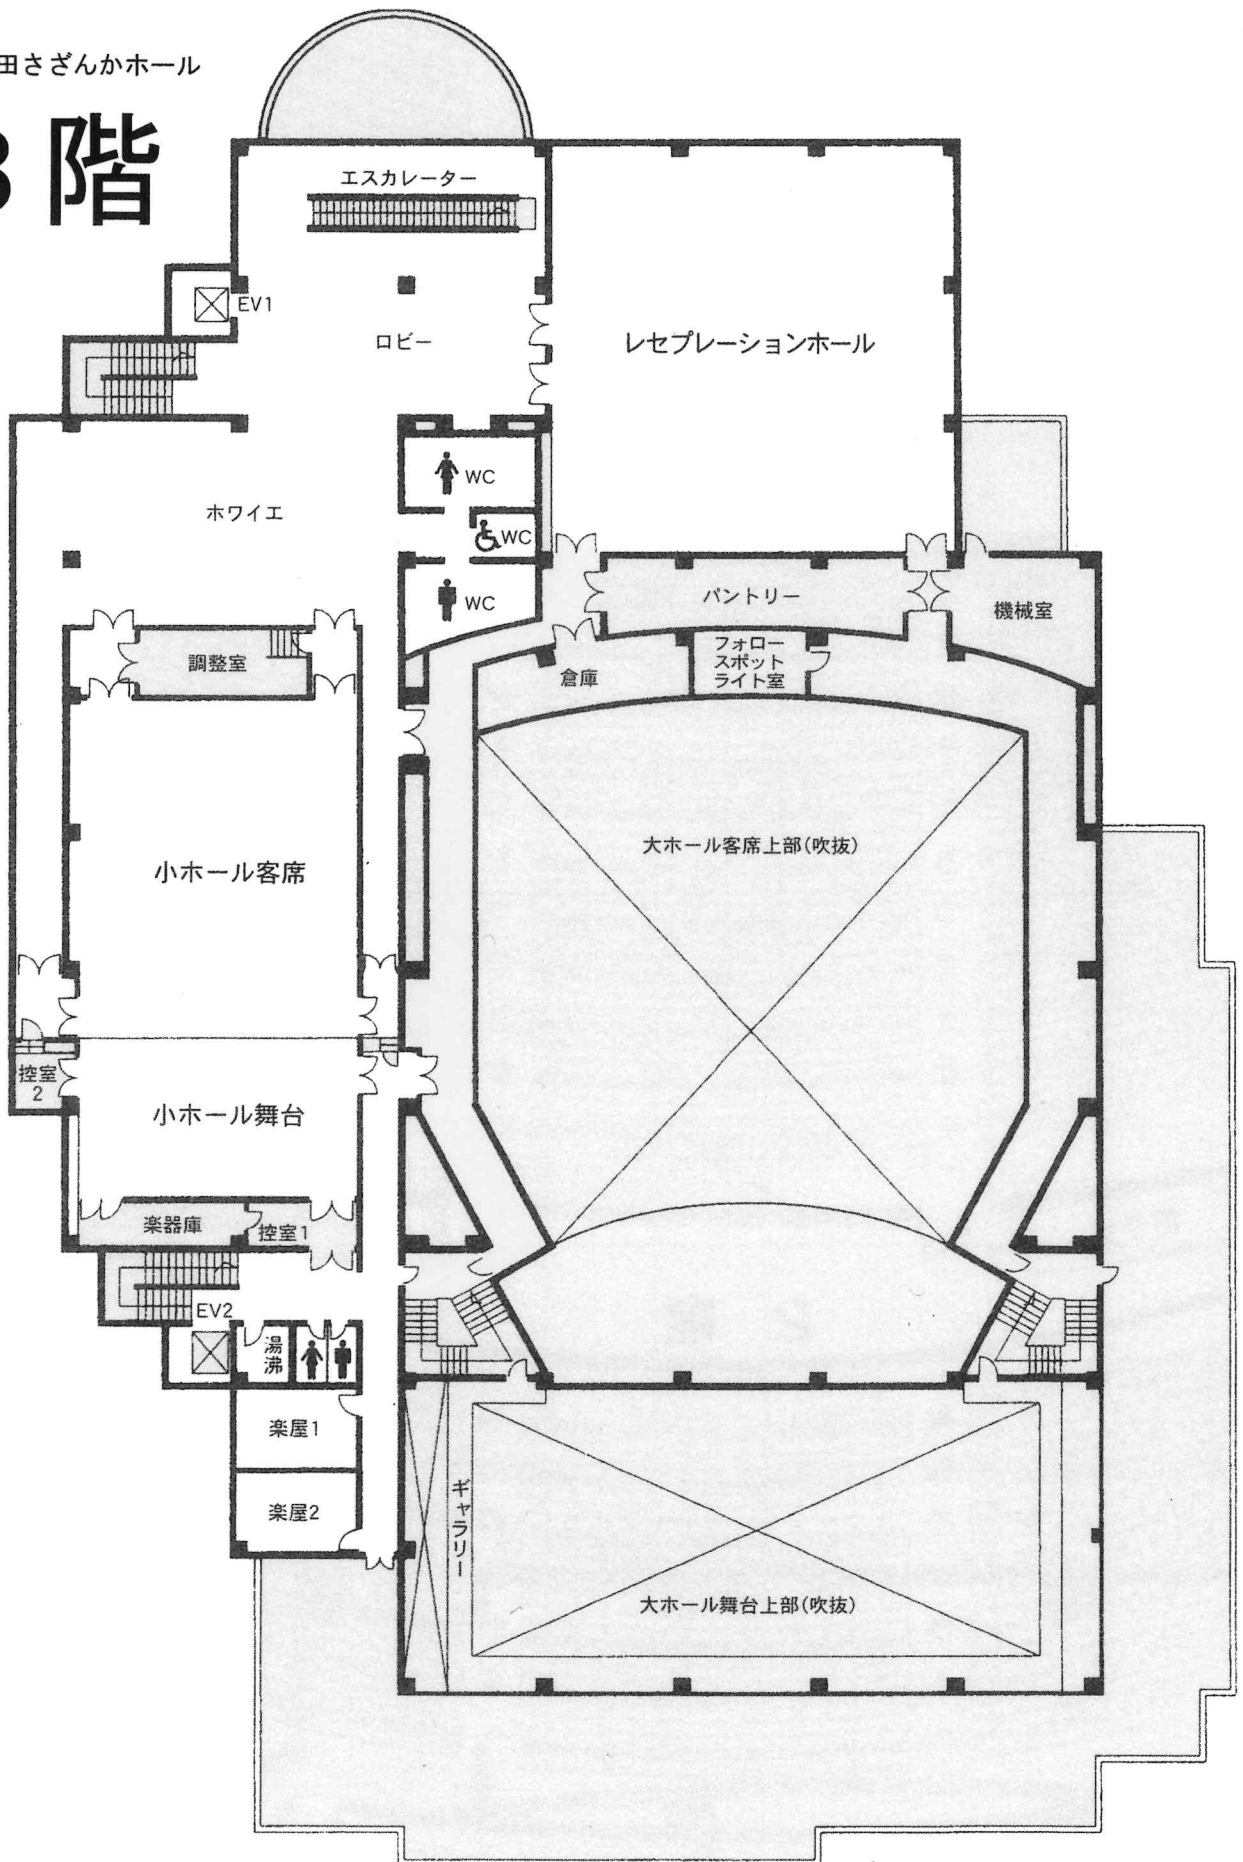 田さざんかホール
3階
エスカレーター
EV1
ロビー
レセプレーションホール
WC
ホワイエ
WC
WC
パントリー
機械室
調整室
倉庫
フォロー
スポット
ライト室
大ホール客席上部(吹抜)
小ホール客席
控室
2
小ホール舞台
楽器庫
控室1
EV2
湯
沸
楽屋1
楽屋2
ギャラリー
大ホール舞台上部(吹抜)